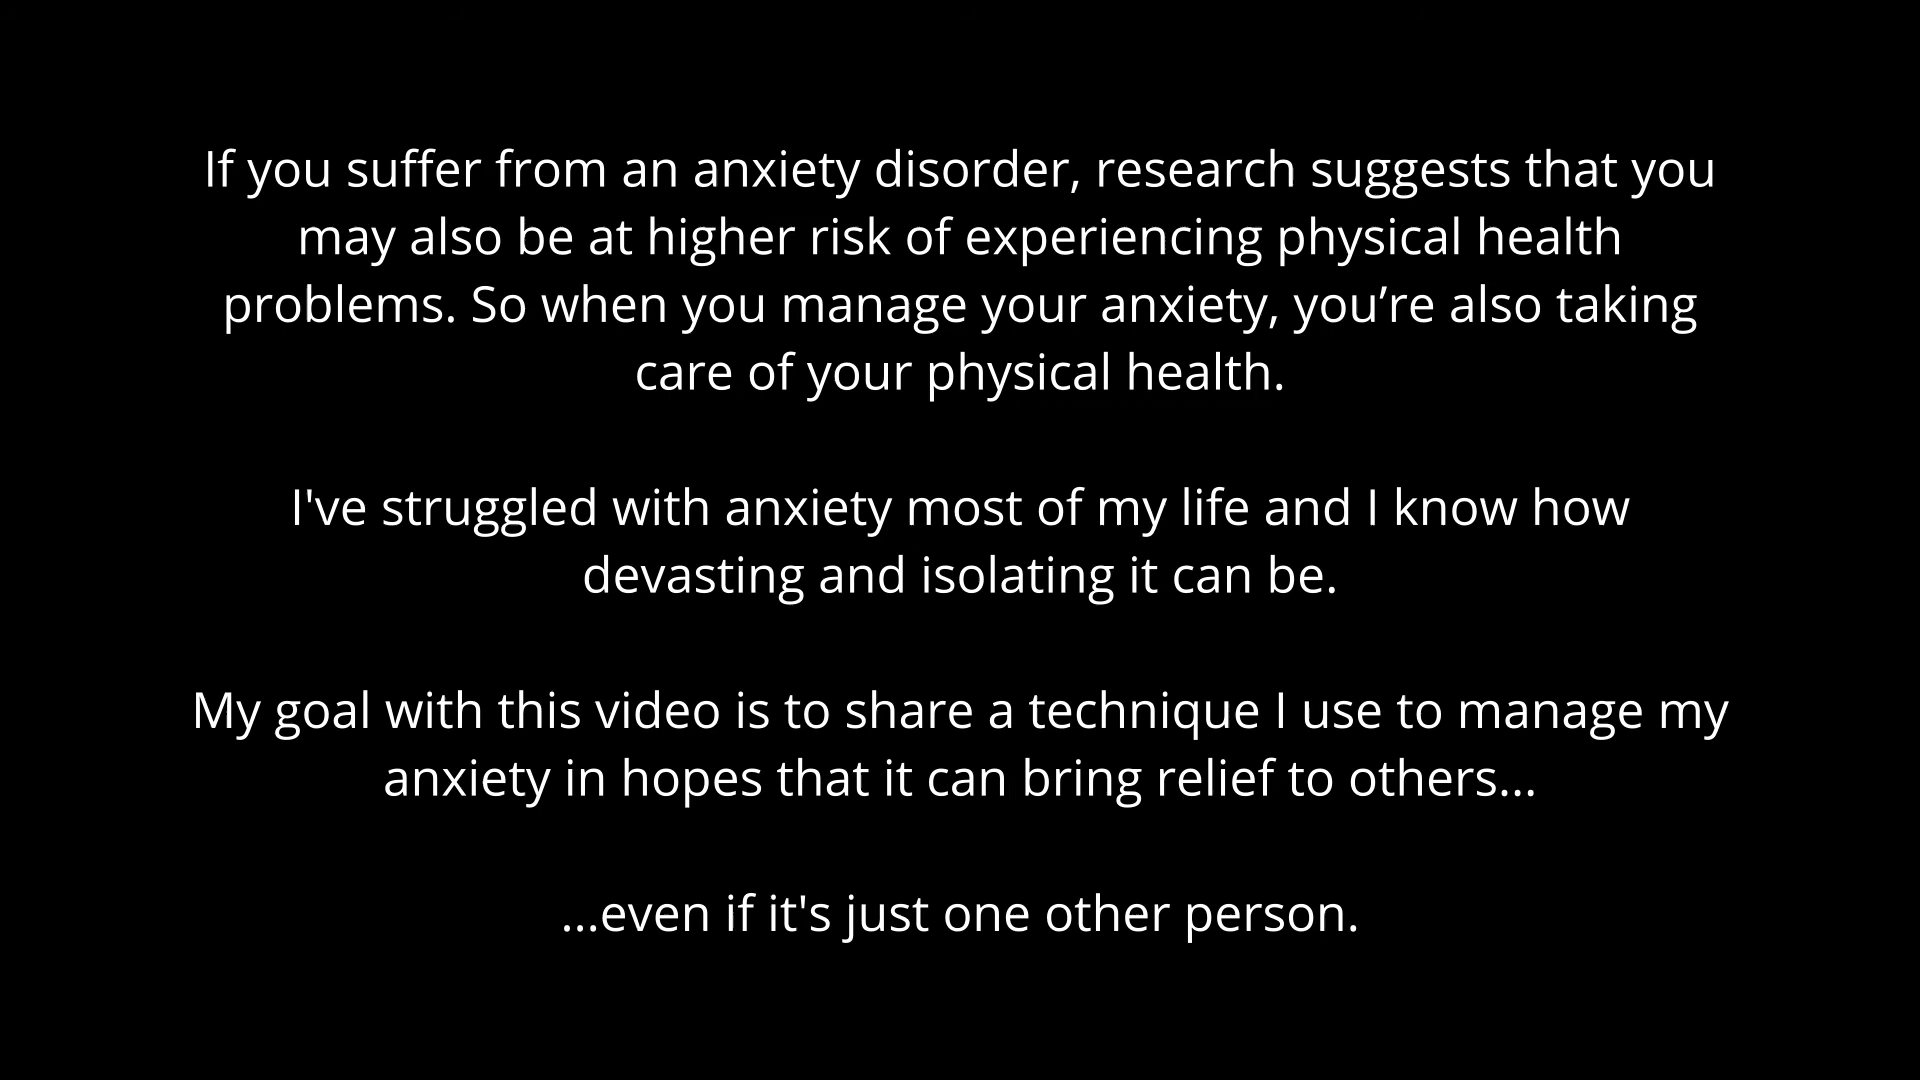 If you suffer from an anxiety disorder, research suggests that you
may also be at higher risk of experiencing physical health
problems. So when you manage your anxiety, you’re also taking
care of your physical health.
I've struggled with anxiety most of my life and I know how
devasting and isolating it can be.
My goal with this video is to share a technique I use to manage my
anxiety in hopes that it can bring relief to others...
...even if it's just one other person.